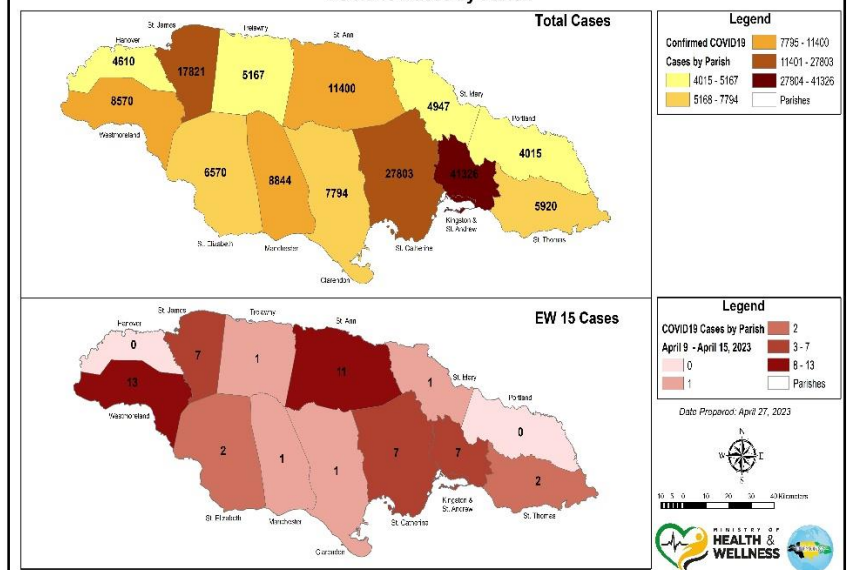 Total Cases
St. James
Trelawny
St. Ann
Hanover
4610
17821
5167
11400
8570
Westmoreland
4947
St. Mary
Portland
4015
6570
8844
7794
27803
41326
5920
St. Elizabeth
Manchester
Clarendon
St. Catherine
Kingston &
St. Andrew
St. Thomas
Legend
Confirmed COVID19
Cases by Parish
4015 - 5167
5168 - 7794
7795 - 11400
11401 - 27803
27804 - 41326
Parishes
EW 15 Cases
St. James
Trelawny
St. Ann
Hanover
0
7
1
11
13
Westmoreland
1
St. Mary
Portland
0
2
1
1
7
7
2
St. Elizabeth
Manchester
Clarendon
St. Catherine
Kingston &
St. Andrew
St. Thomas
Legend
COVID19 Cases by Parish
April 9 - April 15, 2023
0
1
2
3 - 7
8 - 13
Parishes
Date Prepared: April 27, 2023
N
W
E
S
10 5 0 10 20 30 40 Kilometers
MINISTRY OF
HEALTH &
WELLNESS